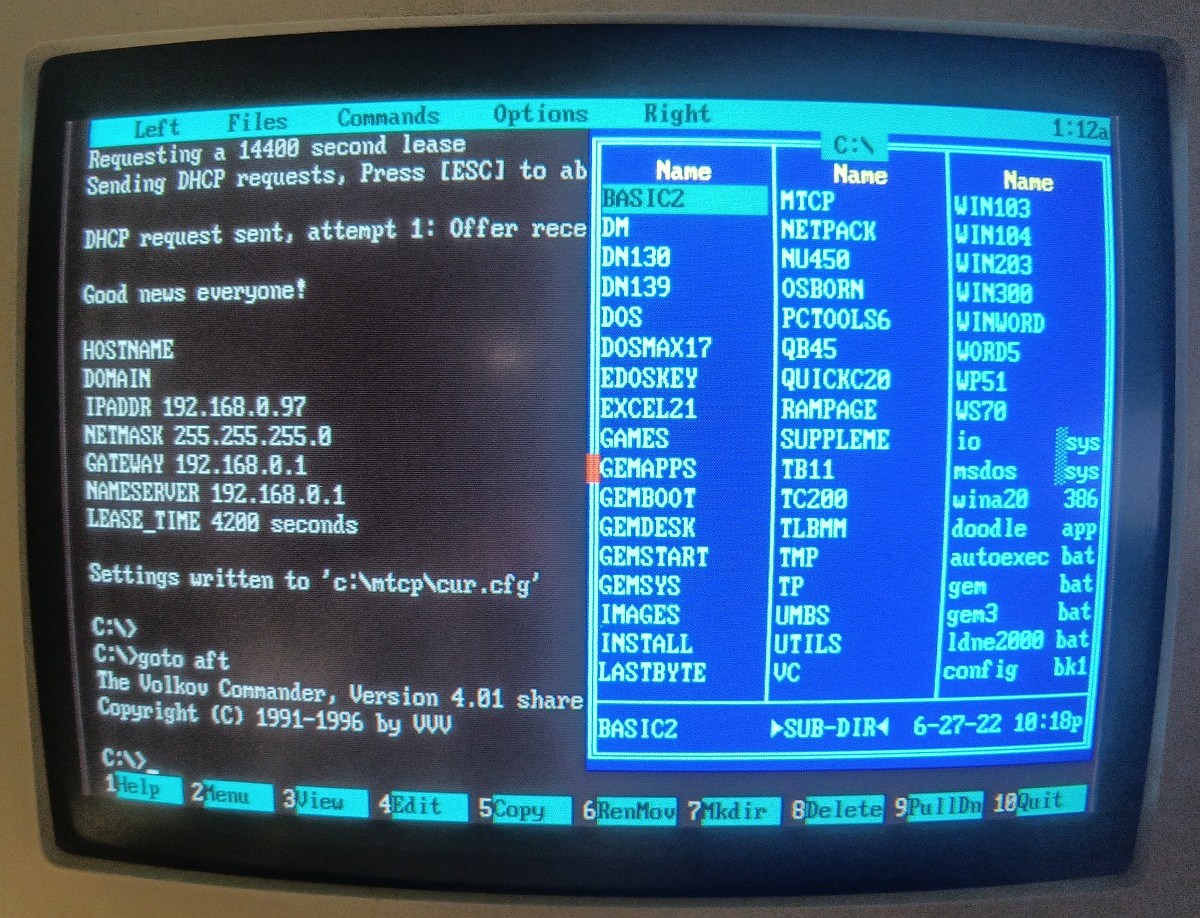 Left Files Commands Options Right 1:12a
Requesting a 14400 second lease
Sending DHCP requests, Press [ESC] to ab
DHCP request sent, attempt 1: Offer rece
Good news everyone!
HOSTNAME
DOMAIN
IPADDR 192.168.0.97
NETMASK 255.255.255.0
GATEWAY 192.168.0.1
NAMESERVER 192.168.0.1
LEASE_TIME 4200 seconds
Settings written to 'c:\mtcp\cur.cfg'
C:\>
C:\>goto aft
The Volkov Commander, Version 4.01 share
Copyright (C) 1991-1996 by VVV
C:\>_
C:\
Name Name Name
BASIC2 MTCP WIN103
DM NETPACK WIN104
DN130 NU450 WIN203
DN139 OSBORN WIN300
DOS PCTOOLS6 WINWORD
DOSMAX17 QB45 WORD5
EDOSKEY QUICKC20 WP51
EXCEL21 RAMPAGE WS70
GAMES SUPPLEME io sys
GEMAPPS TB11 msdos sys
GEMBOOT TC200 wina20 386
GEMDESK TLBMM doodle app
GEMSTART TMP autoexec bat
GEMSYS TP gem bat
IMAGES UMBS gem3 bat
INSTALL UTILS ldne2000 bat
LASTBYTE VC config bk1
BASIC2 ►SUB-DIR◄ 6-27-22 10:18p
1Help 2Menu 3View 4Edit 5Copy 6RenMov 7Mkdir 8Delete 9PullDn 10Quit